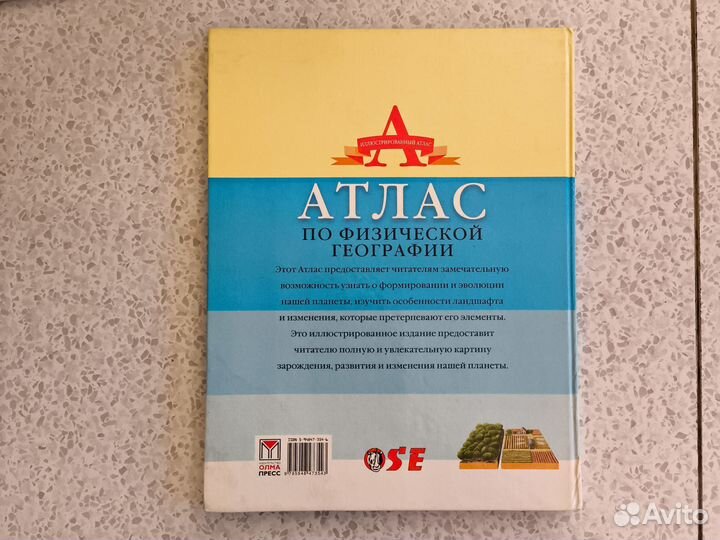 ИЛЛЮСТРИРОВАННЫЙ АТЛАС
АТЛАС
ПО ФИЗИЧЕСКОЙ
ГЕОГРАФИИ
Этот Атлас предоставляет читателям замечательную
возможность узнать о формировании и эволюции
нашей планеты, изучить особенности ландшафта
и изменения, которые претерпевают его элементы.
Это иллюстрированное издание предоставит
читателю полную и увлекательную картину
зарождения, развития и изменения нашей планеты.
ИЗДАТЕЛЬСТВО
ОЛМА
ПРЕСС
OSE
Avito